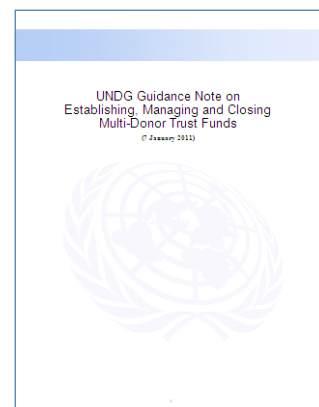 UNDG Guidance Note on
Establishing, Managing and Closing
Multi-Donor Trust Funds
(7 January 2011)